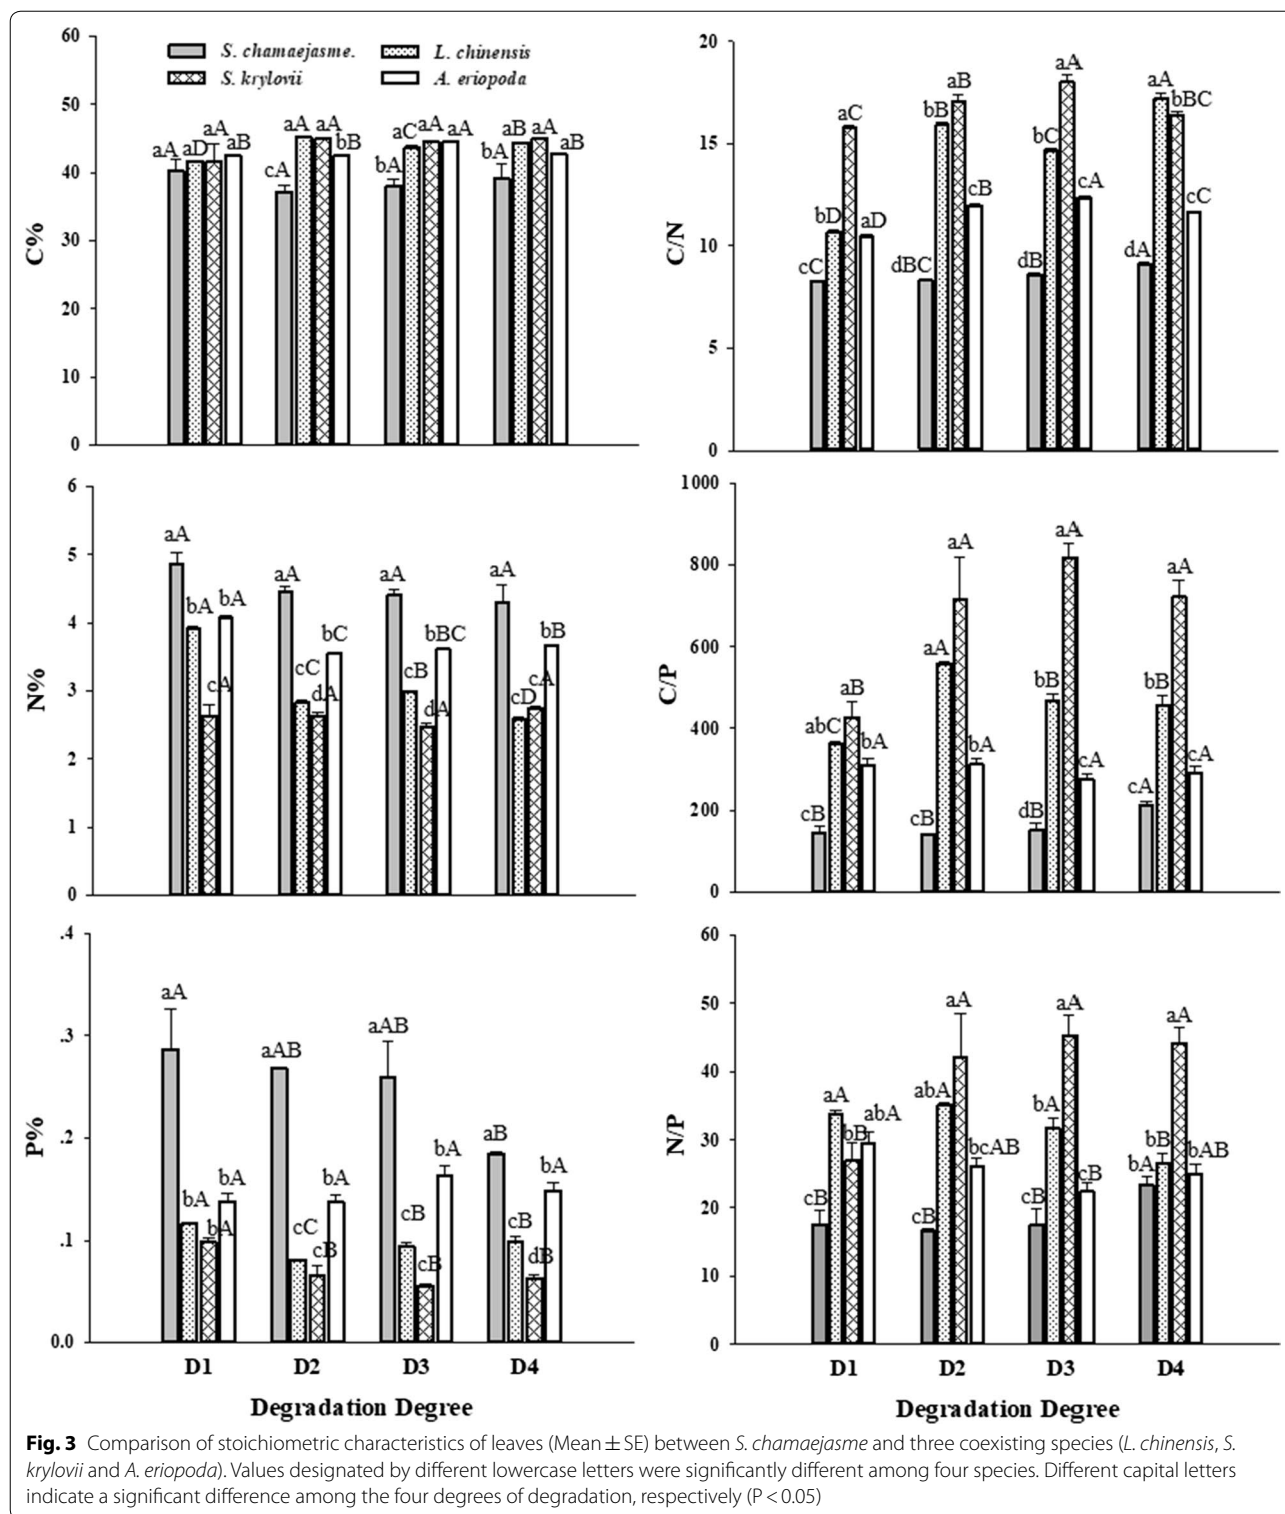 S. chamaejasme.
L. chinensis
S. krylovii
A. eriopoda
C%
60
50
40
30
20
10
0
aA aD aA aB
cA aA aA bB
bA aC aA aA
bA aB aA aB
C/N
20
15
10
5
0
cC bD aC aD
dBC bB aB cB
dB bC aA cA
dA aA bBC cC
N%
6
5
4
3
2
1
0
aA bA cA bA
aA cC dA bC
aA cB dA bBC
aA cD cA bB
C/P
1000
800
600
400
200
0
cB abC aB bA
cB aA aA bA
dB bB aA cA
cA bB aA cA
P%
.4
.3
.2
.1
0.0
aA bA bA bA
aAB cC cB bA
aAB cB cB bA
aB cB dB bA
D1 D2 D3 D4
Degradation Degree
N/P
60
50
40
30
20
10
0
cB aA bB abA
cB abA aA bcAB
cB bA aA cB
bA bB aA bAB
D1 D2 D3 D4
Degradation Degree
Fig. 3 Comparison of stoichiometric characteristics of leaves (Mean ± SE) between S. chamaejasme and three coexisting species (L. chinensis, S.
krylovii and A. eriopoda). Values designated by different lowercase letters were significantly different among four species. Different capital letters
indicate a significant difference among the four degrees of degradation, respectively (P < 0.05)